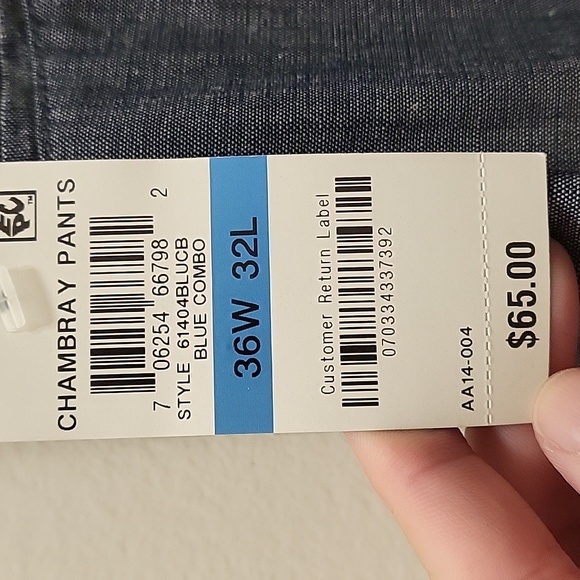 EPC™
CHAMBRAY PANTS
7 06254 66798 2
STYLE 61404BLUCB
BLUE COMBO
36W 32L
Customer Return Label
070334337392
AA14-004
$65.00